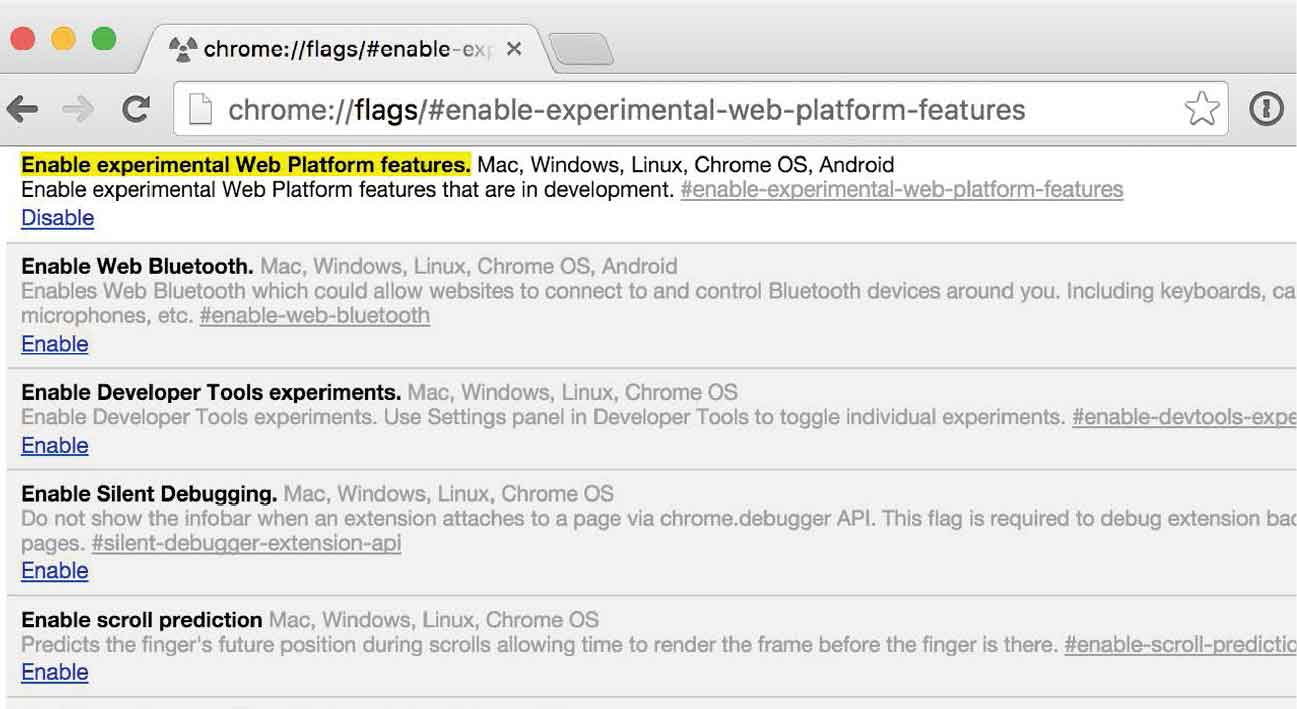 chrome://flags/#enable-exp
chrome://flags/#enable-experimental-web-platform-features
Enable experimental Web Platform features. Mac, Windows, Linux, Chrome OS, Android
Enable experimental Web Platform features that are in development. #enable-experimental-web-platform-features
Disable
Enable Web Bluetooth. Mac, Windows, Linux, Chrome OS, Android
Enables Web Bluetooth which could allow websites to connect to and control Bluetooth devices around you. Including keyboards, ca
microphones, etc. #enable-web-bluetooth
Enable
Enable Developer Tools experiments. Mac, Windows, Linux, Chrome OS
Enable Developer Tools experiments. Use Settings panel in Developer Tools to toggle individual experiments. #enable-devtools-expe
Enable
Enable Silent Debugging. Mac, Windows, Linux, Chrome OS
Do not show the infobar when an extension attaches to a page via chrome.debugger API. This flag is required to debug extension bac
pages. #silent-debugger-extension-api
Enable
Enable scroll prediction Mac, Windows, Linux, Chrome OS
Predicts the finger's future position during scrolls allowing time to render the frame before the finger is there. #enable-scroll-predictio
Enable